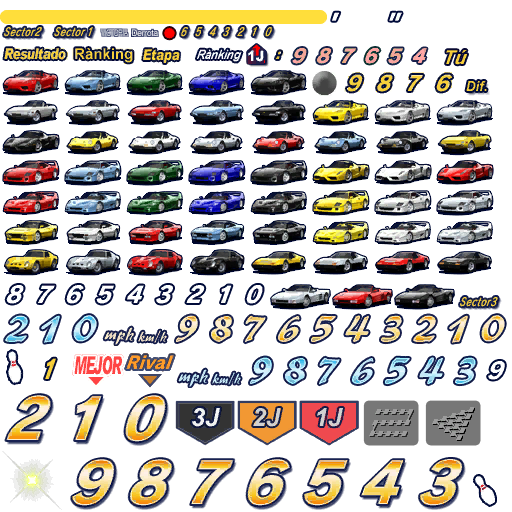 ' "
Sector2 Sector1 Derrota 6 5 4 3 2 1 0
Resultado Rànking Etapa Rànking 1J : 9 8 7 6 5 4 Tú
9 8 7 6 Dif.
8 7 6 5 4 3 2 1 0 Sector3
2 1 0 mph km/h 9 8 7 6 5 4 3 2 1 0
1 MEJOR Rival mph km/h 9 8 7 6 5 4 3 9
2 1 0 3J 2J 1J
9 8 7 6 5 4 3